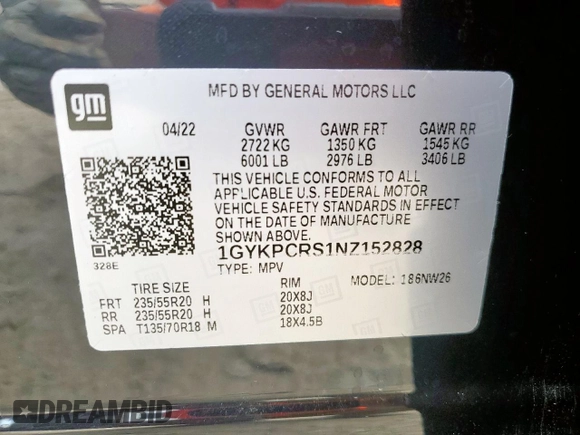 gm
MFD BY GENERAL MOTORS LLC
04/22 GVWR GAWR FRT GAWR RR
2722 KG 1350 KG 1545 KG
6001 LB 2976 LB 3406 LB
THIS VEHICLE CONFORMS TO ALL
APPLICABLE U.S. FEDERAL MOTOR
VEHICLE SAFETY STANDARDS IN EFFECT
ON THE DATE OF MANUFACTURE
SHOWN ABOVE.
328E
1GYKPCRS1NZ152828
TYPE: MPV MODEL: 186NW26
TIRE SIZE RIM
FRT 235/55R20 H 20X8J
RR 235/55R20 H 20X8J
SPA T135/70R18 M 18X4.5B
DREAMBID